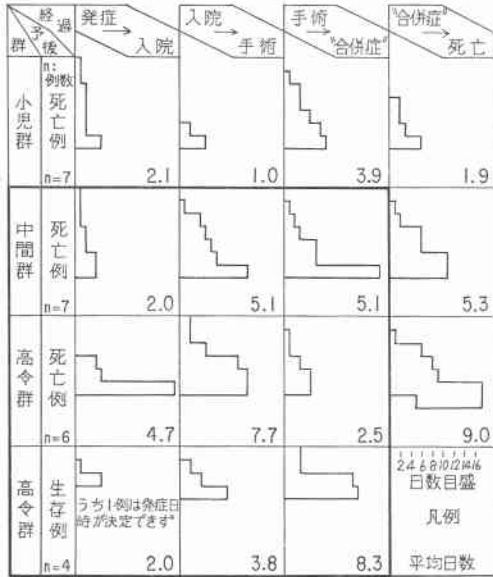 経過
予後
群
発症→入院
入院→手術
手術→"合併症"
"合併症"→死亡
n:例数
小児群
死亡例
n=7
2.1
1.0
3.9
1.9
中間群
死亡例
n=7
2.0
5.1
5.1
5.3
高令群
死亡例
n=6
4.7
7.7
2.5
9.0
高令群
生存例
n=4
うち1例は発症日
時が決定できず
2.0
3.8
8.3
2 4 6 8 10 12 14 16
日数目盛
凡例
平均日数